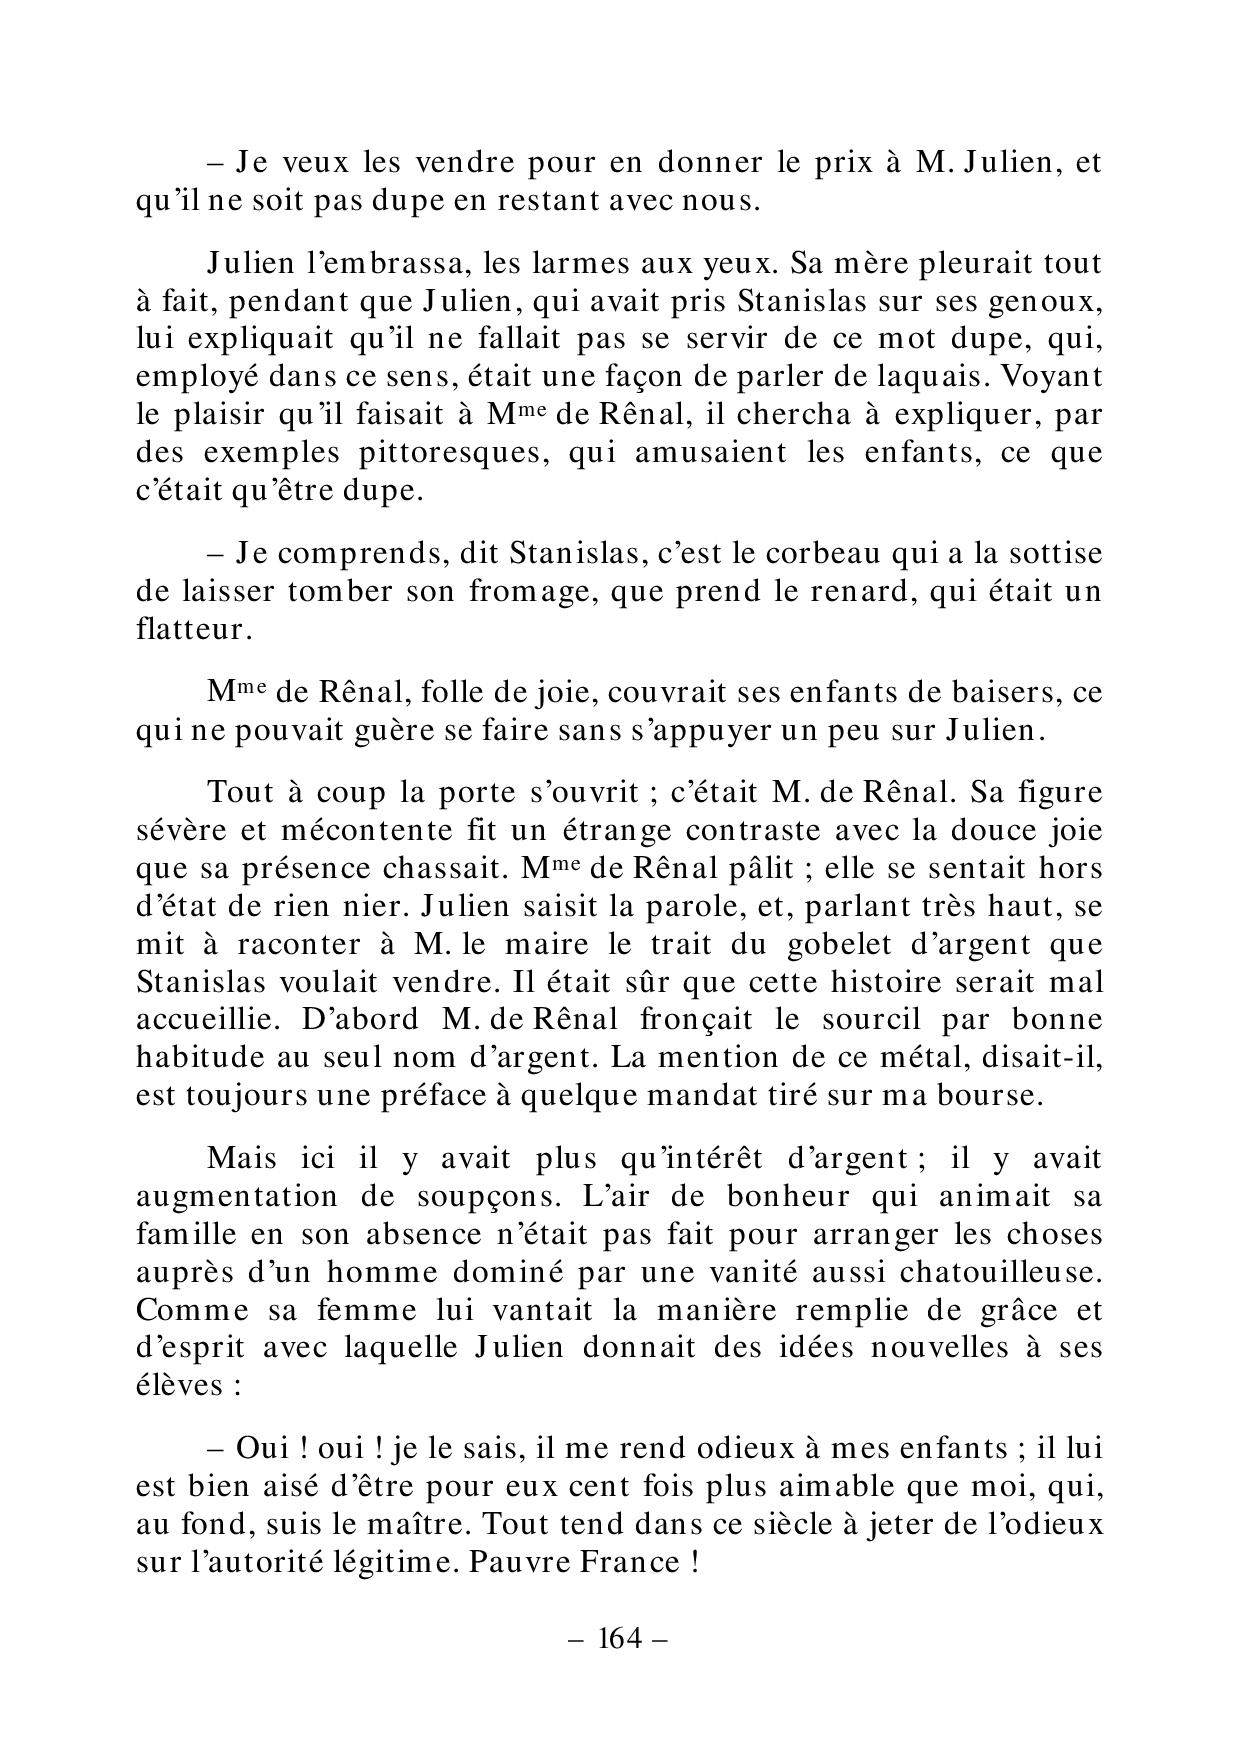 – Je veux les vendre pour en donner le prix à M. Julien, et
qu’il ne soit pas dupe en restant avec nous.
Julien l’embrassa, les larmes aux yeux. Sa mère pleurait tout
à fait, pendant que Julien, qui avait pris Stanislas sur ses genoux,
lui expliquait qu’il ne fallait pas se servir de ce mot dupe, qui,
employé dans ce sens, était une façon de parler de laquais. Voyant
le plaisir qu’il faisait à Mme de Rênal, il chercha à expliquer, par
des exemples pittoresques, qui amusaient les enfants, ce que
c’était qu’être dupe.
– Je comprends, dit Stanislas, c’est le corbeau qui a la sottise
de laisser tomber son fromage, que prend le renard, qui était un
flatteur.
Mme de Rênal, folle de joie, couvrait ses enfants de baisers, ce
qui ne pouvait guère se faire sans s’appuyer un peu sur Julien.
Tout à coup la porte s’ouvrit ; c’était M. de Rênal. Sa figure
sévère et mécontente fit un étrange contraste avec la douce joie
que sa présence chassait. Mme de Rênal pâlit ; elle se sentait hors
d’état de rien nier. Julien saisit la parole, et, parlant très haut, se
mit à raconter à M. le maire le trait du gobelet d’argent que
Stanislas voulait vendre. Il était sûr que cette histoire serait mal
accueillie. D’abord M. de Rênal fronçait le sourcil par bonne
habitude au seul nom d’argent. La mention de ce métal, disait-il,
est toujours une préface à quelque mandat tiré sur ma bourse.
Mais ici il y avait plus qu’intérêt d’argent ; il y avait
augmentation de soupçons. L’air de bonheur qui animait sa
famille en son absence n’était pas fait pour arranger les choses
auprès d’un homme dominé par une vanité aussi chatouilleuse.
Comme sa femme lui vantait la manière remplie de grâce et
d’esprit avec laquelle Julien donnait des idées nouvelles à ses
élèves :
– Oui ! oui ! je le sais, il me rend odieux à mes enfants ; il lui
est bien aisé d’être pour eux cent fois plus aimable que moi, qui,
au fond, suis le maître. Tout tend dans ce siècle à jeter de l’odieux
sur l’autorité légitime. Pauvre France !
– 164 –